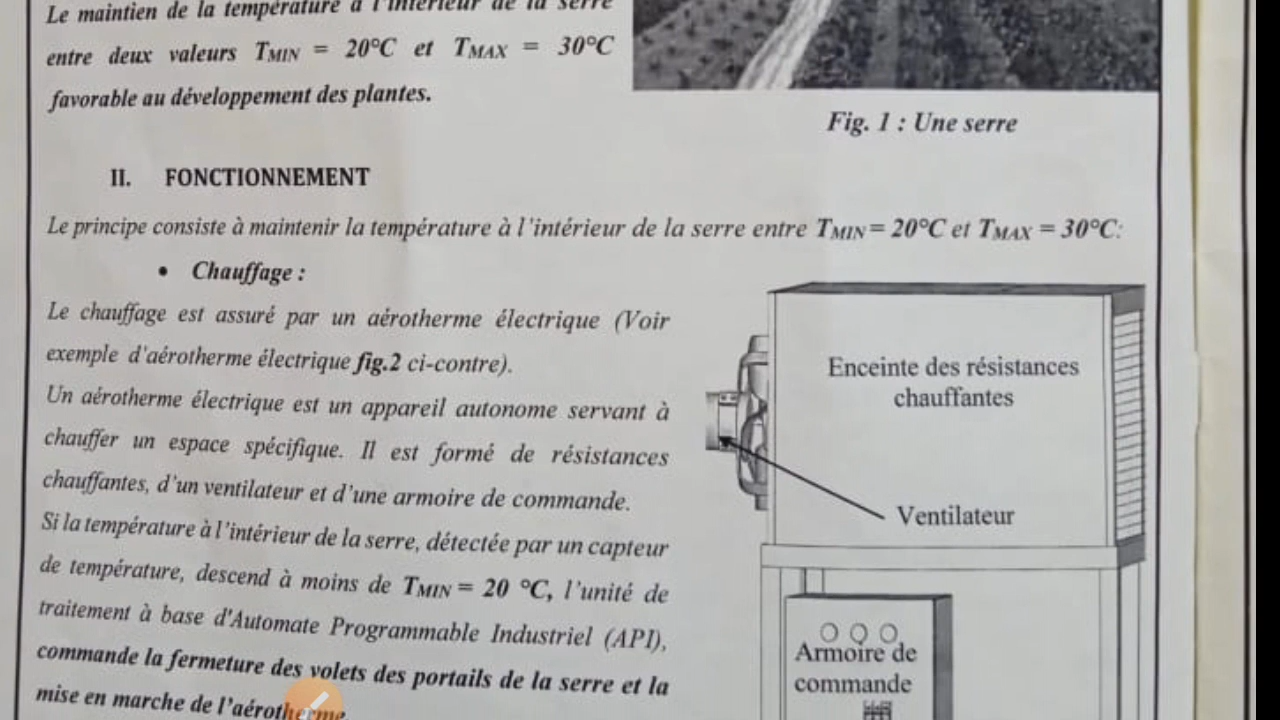 Le maintien de la température à l'intérieur de la serre
entre deux valeurs TMIN = 20°C et TMAX = 30°C
favorable au développement des plantes.
Fig. 1 : Une serre
II. FONCTIONNEMENT
Le principe consiste à maintenir la température à l'intérieur de la serre entre TMIN= 20°C et TMAX = 30°C:
• Chauffage :
Le chauffage est assuré par un aérotherme électrique (Voir
exemple d'aérotherme électrique fig.2 ci-contre).
Un aérotherme électrique est un appareil autonome servant à
chauffer un espace spécifique. Il est formé de résistances
chauffantes, d'un ventilateur et d'une armoire de commande.
Si la température à l'intérieur de la serre, détectée par un capteur
de température, descend à moins de TMIN = 20 °C, l'unité de
traitement à base d'Automate Programmable Industriel (API),
commande la fermeture des volets des portails de la serre et la
mise en marche de l'aérotherme.
Enceinte des résistances
chauffantes
Ventilateur
Armoire de
commande